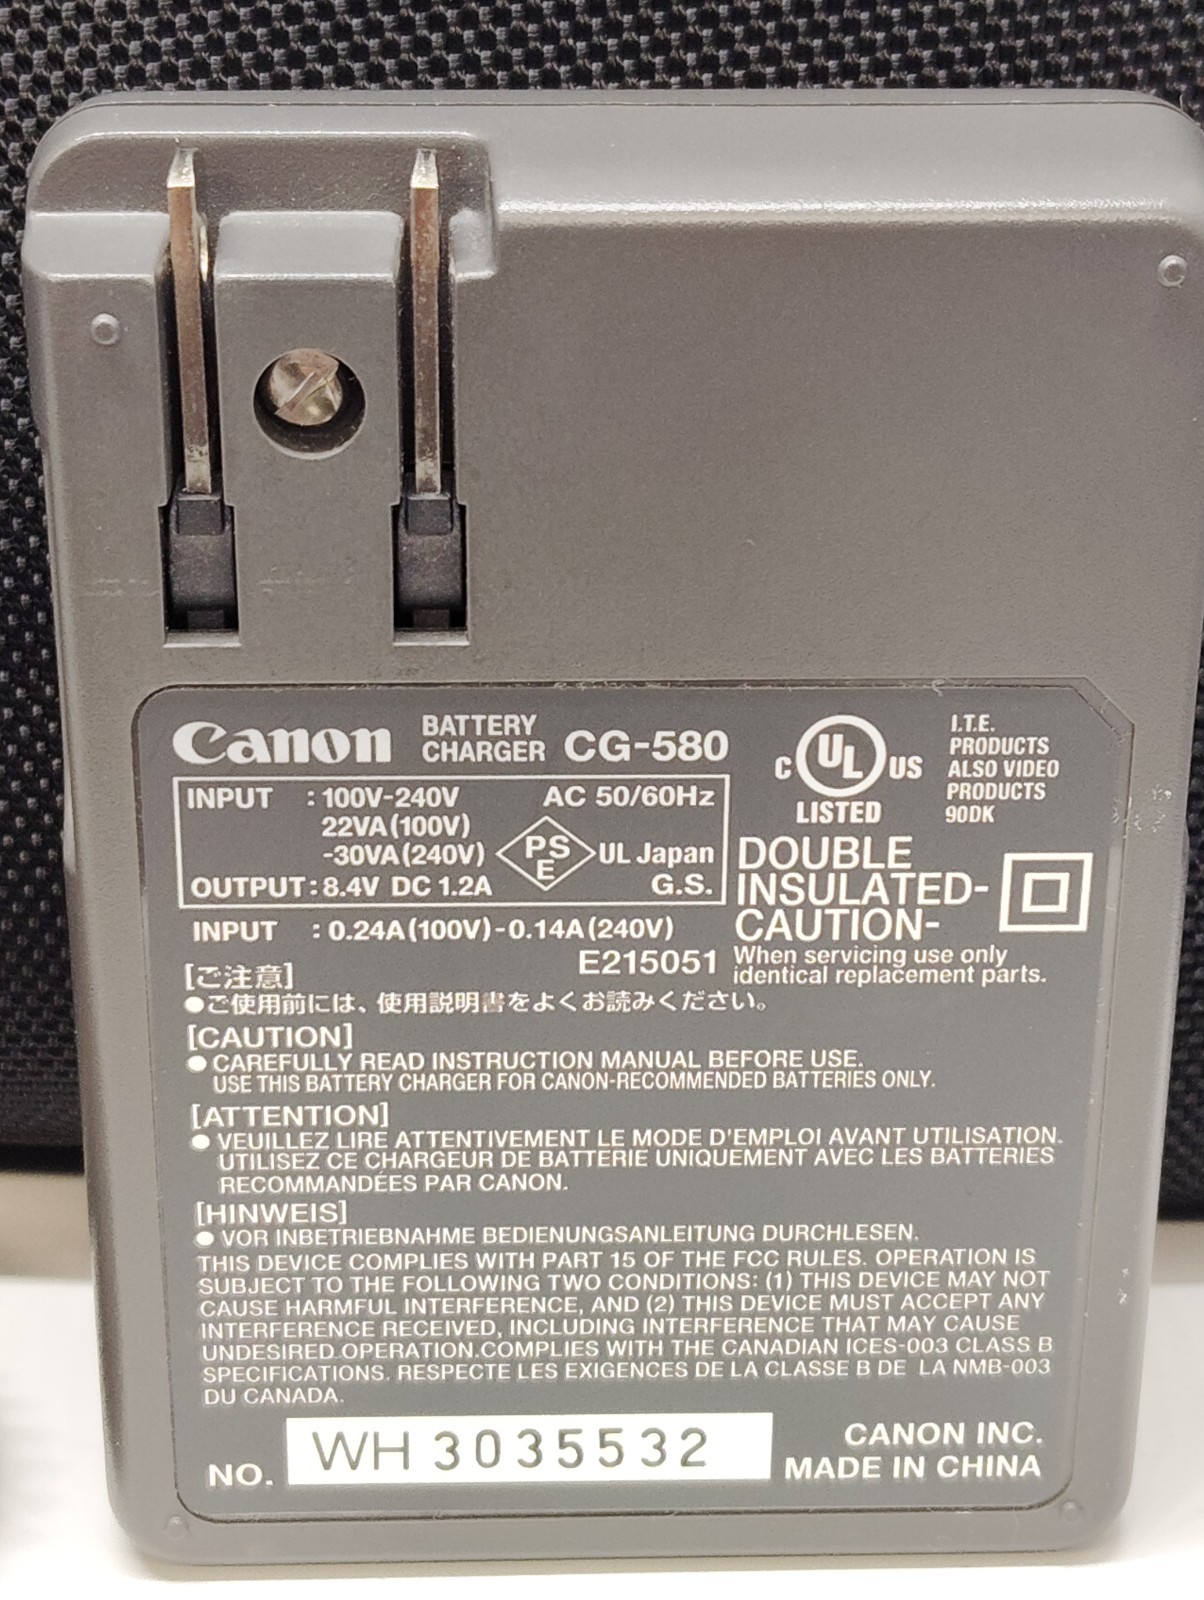 Canon BATTERY CHARGER CG-580
INPUT : 100V-240V AC 50/60Hz
22VA(100V)
-30VA(240V) PSE UL Japan
OUTPUT : 8.4V DC 1.2A G.S.
INPUT : 0.24A(100V)-0.14A(240V)
E215051
C UL US
LISTED
I.T.E.
PRODUCTS
ALSO VIDEO
PRODUCTS
90DK
DOUBLE
INSULATED-
CAUTION-
When servicing use only
identical replacement parts.
[ご注意]
●ご使用前には、使用説明書をよくお読みください。
[CAUTION]
● CAREFULLY READ INSTRUCTION MANUAL BEFORE USE.
USE THIS BATTERY CHARGER FOR CANON-RECOMMENDED BATTERIES ONLY.
[ATTENTION]
● VEUILLEZ LIRE ATTENTIVEMENT LE MODE D'EMPLOI AVANT UTILISATION.
UTILISEZ CE CHARGEUR DE BATTERIE UNIQUEMENT AVEC LES BATTERIES
RECOMMANDÉES PAR CANON.
[HINWEIS]
● VOR INBETRIEBNAHME BEDIENUNGSANLEITUNG DURCHLESEN.
THIS DEVICE COMPLIES WITH PART 15 OF THE FCC RULES. OPERATION IS
SUBJECT TO THE FOLLOWING TWO CONDITIONS: (1) THIS DEVICE MAY NOT
CAUSE HARMFUL INTERFERENCE, AND (2) THIS DEVICE MUST ACCEPT ANY
INTERFERENCE RECEIVED, INCLUDING INTERFERENCE THAT MAY CAUSE
UNDESIRED OPERATION.COMPLIES WITH THE CANADIAN ICES-003 CLASS B
SPECIFICATIONS. RESPECTE LES EXIGENCES DE LA CLASSE B DE LA NMB-003
DU CANADA.
NO. WH 3035532
CANON INC.
MADE IN CHINA